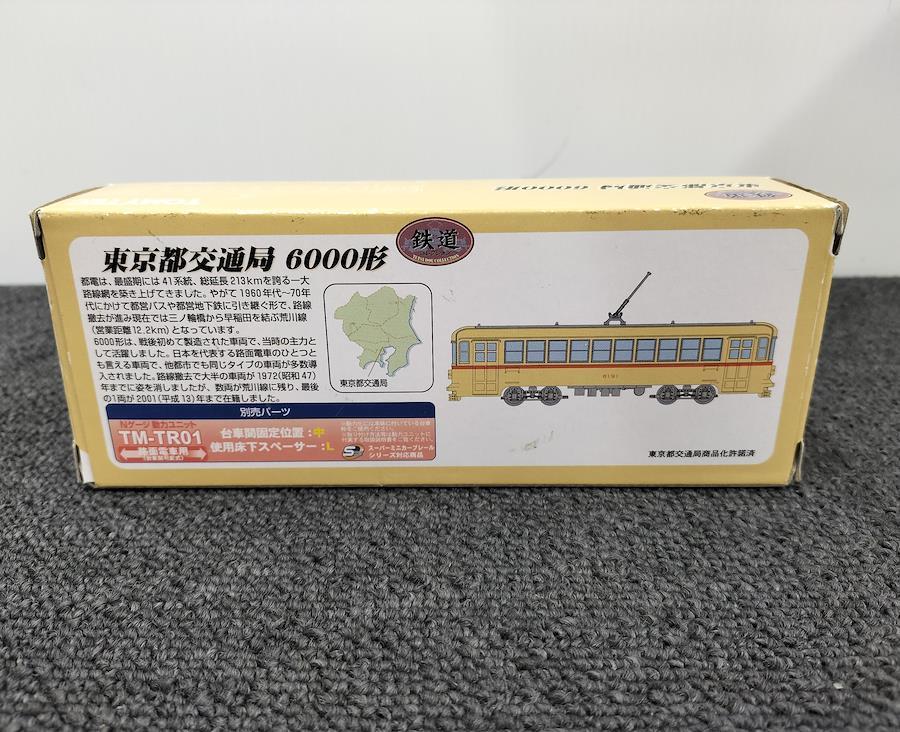 東京都交通局 6000形
鉄道
都電は、最盛期には41系統、総延長213kmを誇る一大
路線網を築き上げてきました。やがて1960年代~70年
代にかけて都営バスや都営地下鉄に引き継ぐ形で、路線
撤去が進み現在では三ノ輪橋から早稲田を結ぶ荒川線
(営業距離12.2km)となっています。
6000形は、戦後初めて製造された車両で、当時の主力と
して活躍しました。日本を代表する路面電車のひとつと
も言える車両で、他都市でも同じタイプの車両が多数導
入されました。路線撤去で大半の車両が1972(昭和47)
年までに姿を消しましたが、数両が荒川線に残り、最後
の1両が2001(平成13)年まで在籍しました。
東京都交通局
別売パーツ
Nゲージ 動力ユニット
TM-TR01
路面電車用
台車間固定位置:中
使用床下スペーサー:L
スーパーミニカーブレール
シリーズ対応商品
6191
東京都交通局商品化許諾済